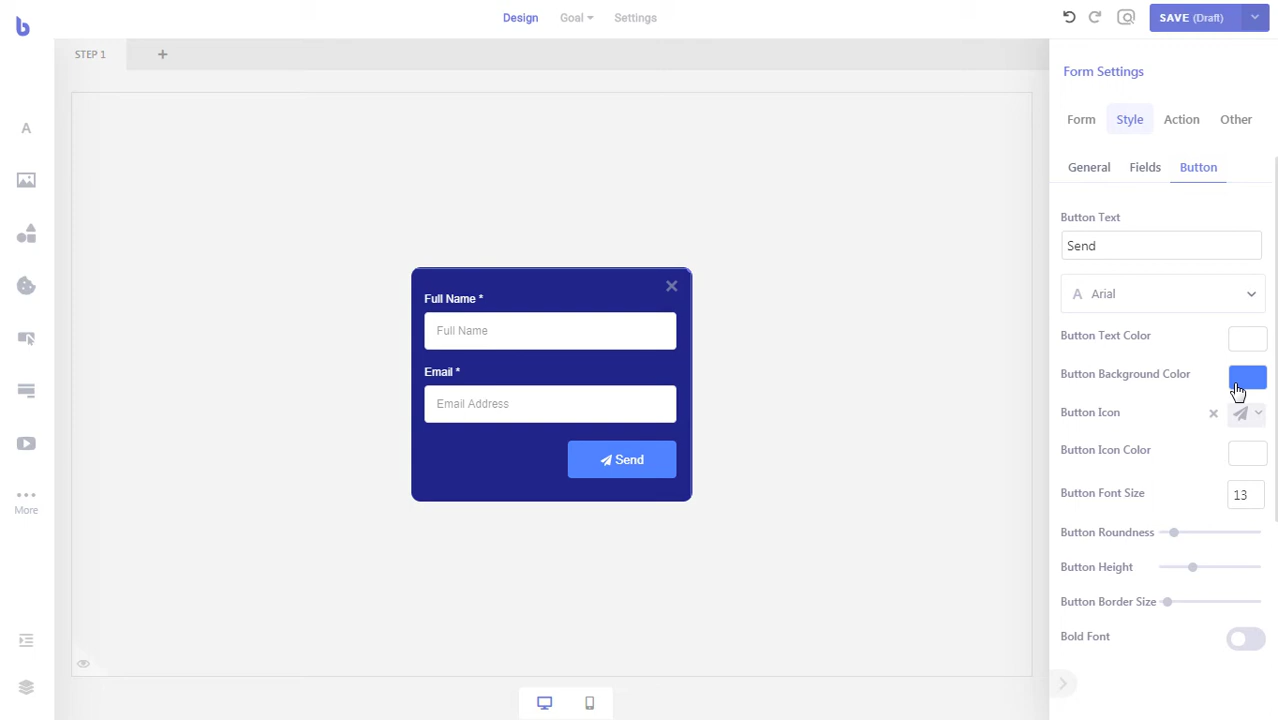 Design
Goal
Settings
SAVE (Draft)
STEP 1
+
Form Settings
Form
Style
Action
Other
General
Fields
Button
Button Text
Send
A Arial
Button Text Color
Button Background Color
Button Icon
Button Icon Color
Button Font Size
13
Button Roundness
Button Height
Button Border Size
Bold Font
Full Name *
Full Name
Email *
Email Address
Send
A
More